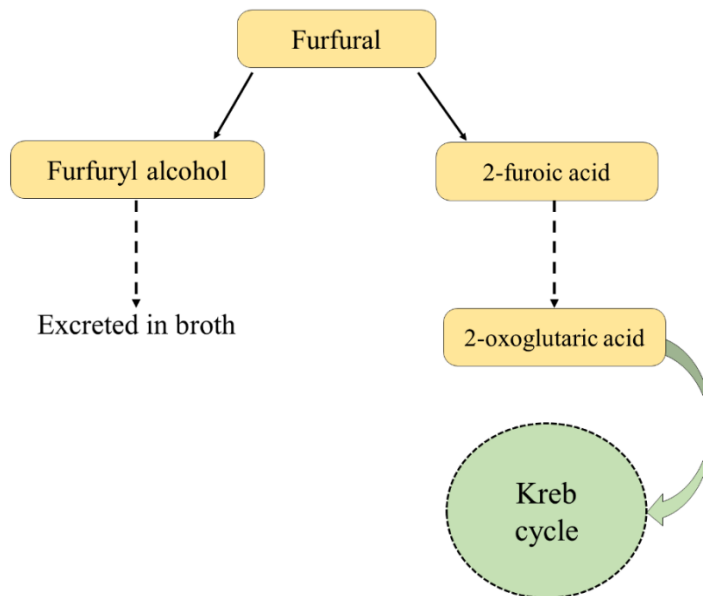 Furfural
Furfuryl alcohol
2-furoic acid
Excreted in broth
2-oxoglutaric acid
Kreb
cycle